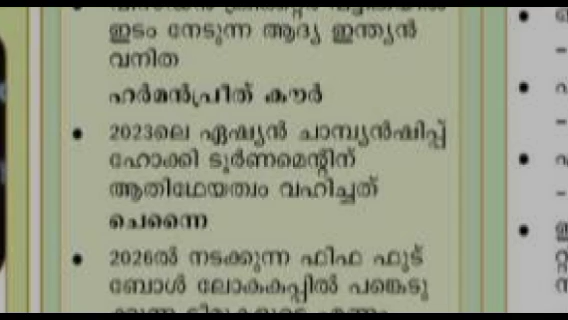 ഇടം നേടുന്ന ആദ്യ ഇന്ത്യൻ
വനിത
ഹർമൻപ്രീത് കൗർ
• 2023ലെ ഏഷ്യൻ ചാമ്പ്യൻഷിപ്പ്
ഹോക്കി ടൂർണമെന്റിന്
ആതിഥേയത്വം വഹിച്ചത്
ചെന്നൈ
• 2026ൽ നടക്കുന്ന ഫിഫ ഫുട്
ബോൾ ലോകകപ്പിൽ പങ്കെടു